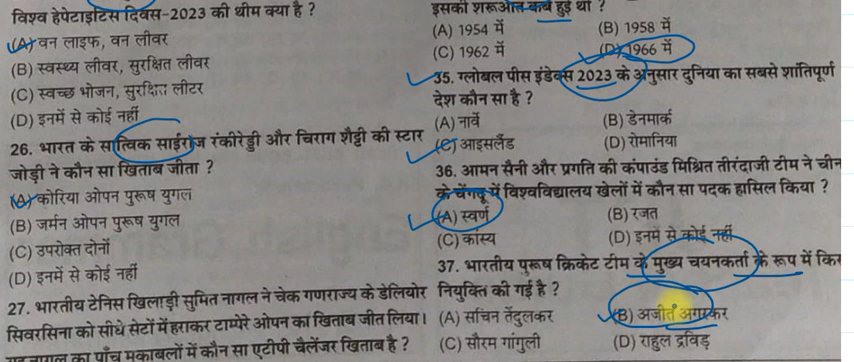 विश्व हेपेटाइटिस दिवस-2023 की थीम क्या है ?
(A) वन लाइफ, वन लीवर
(B) स्वस्थ्य लीवर, सुरक्षित लीवर
(C) स्वच्छ भोजन, सुरक्षित लीटर
(D) इनमें से कोई नहीं
26. भारत के सात्विक साईराज रंकीरेड्डी और चिराग शैट्टी की स्टार
जोड़ी ने कौन सा खिताब जीता ?
(A) कोरिया ओपन पुरूष युगल
(B) जर्मन ओपन पुरूष युगल
(C) उपरोक्त दोनों
(D) इनमें से कोई नहीं
27. भारतीय टेनिस खिलाड़ी सुमित नागल ने चेक गणराज्य के डेलियोर
सिवरसिना को सीधे सेटों में हराकर टाम्पेरे ओपन का खिताब जीत लिया।
का पाँच मुकाबलों में कौन सा एटीपी चैलेंजर खिताब है ?
इसकी शुरूआत कब हुई थी ?
(A) 1954 में (B) 1958 में
(C) 1962 में (D) 1966 में
35. ग्लोबल पीस इंडेक्स 2023 के अनुसार दुनिया का सबसे शांतिपूर्ण
देश कौन सा है ?
(A) नार्वे (B) डेनमार्क
(C) आइसलैंड (D) रोमानिया
36. आमन सैनी और प्रगति की कंपाउंड मिश्रित तीरंदाजी टीम ने चीन
के चेंगदू में विश्वविद्यालय खेलों में कौन सा पदक हासिल किया ?
(A) स्वर्ण (B) रजत
(C) कांस्य (D) इनमें से कोई नहीं
37. भारतीय पुरूष क्रिकेट टीम के मुख्य चयनकर्ता के रूप में
नियुक्ति की गई है ?
(A) सचिन तेंदुलकर (B) अजीत अगरकर
(C) सौरम गांगुली (D) राहुल द्रविड़